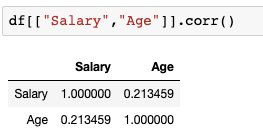 df[["Salary","Age"]].corr()
Salary Age
Salary 1.000000 0.213459
Age 0.213459 1.000000